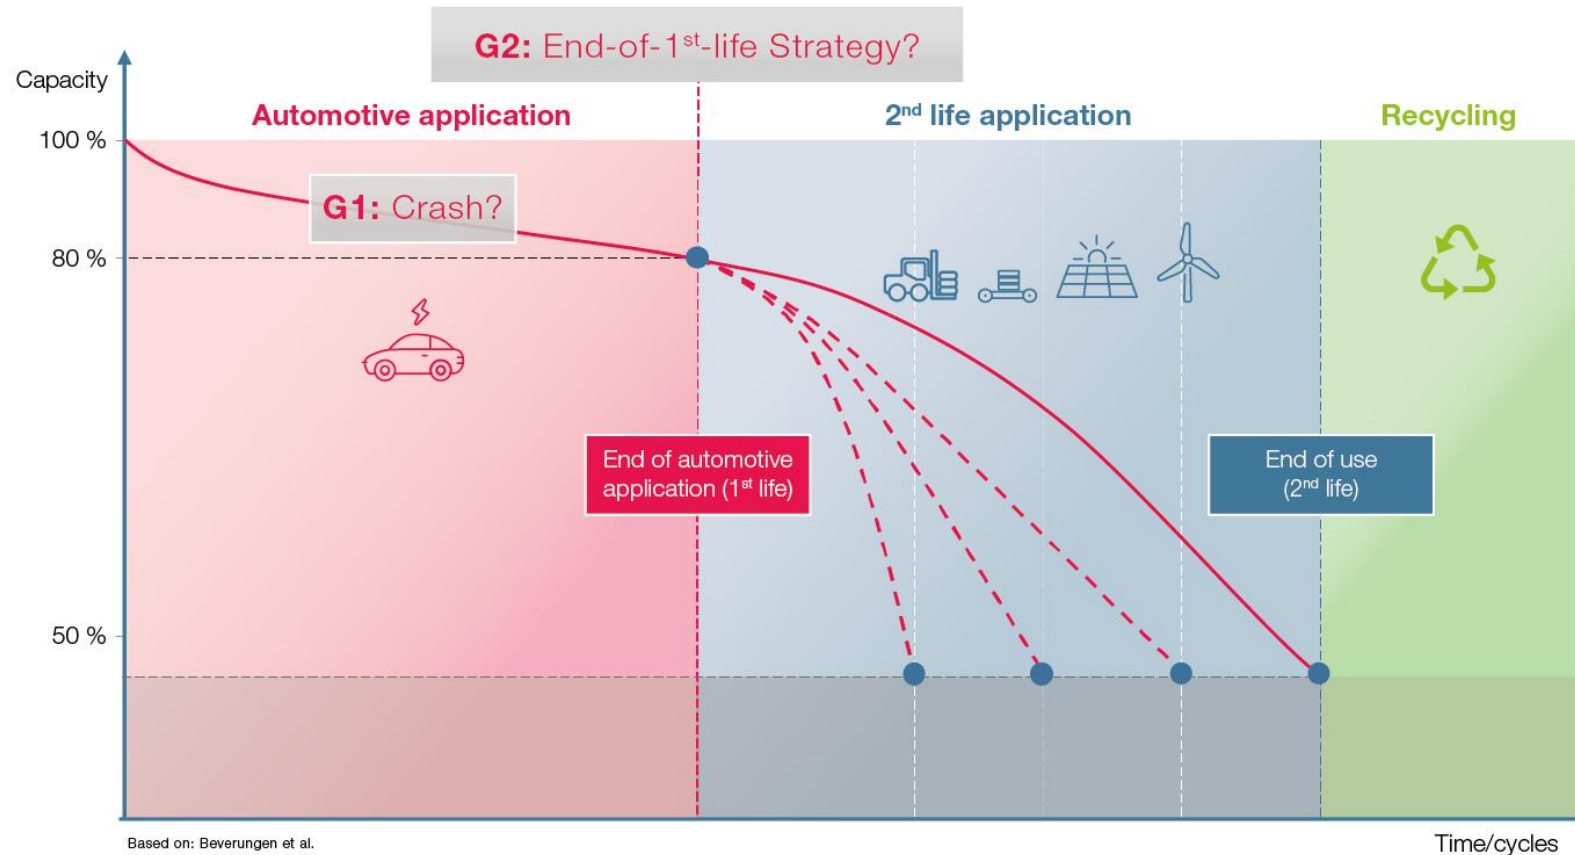 G2: End-of-1st-life Strategy?
Capacity
Automotive application
2nd life application
Recycling
100 %
G1: Crash?
80 %
End of automotive
application (1st life)
End of use
(2nd life)
50 %
Based on: Beverungen et al.
Time/cycles